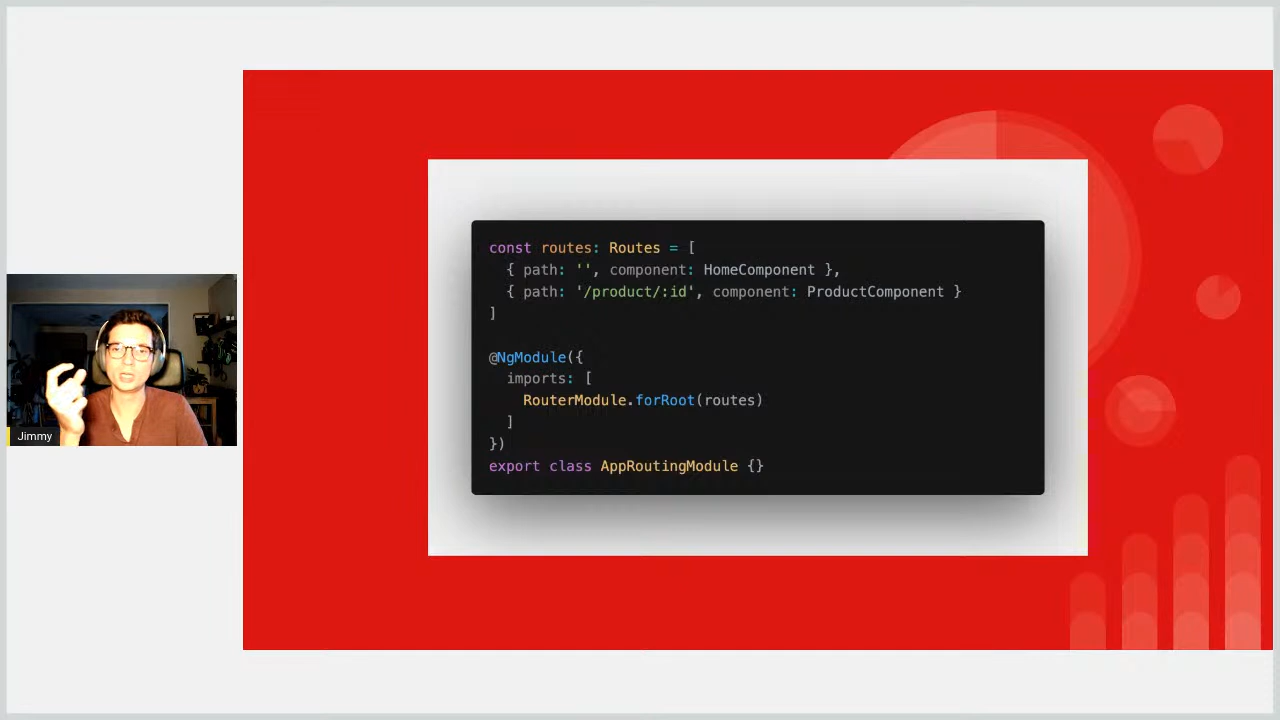 const routes: Routes = [
  { path: '', component: HomeComponent },
  { path: '/product/:id', component: ProductComponent }
]
@NgModule({
  imports: [
    RouterModule.forRoot(routes)
  ]
})
export class AppRoutingModule {}
Jimmy